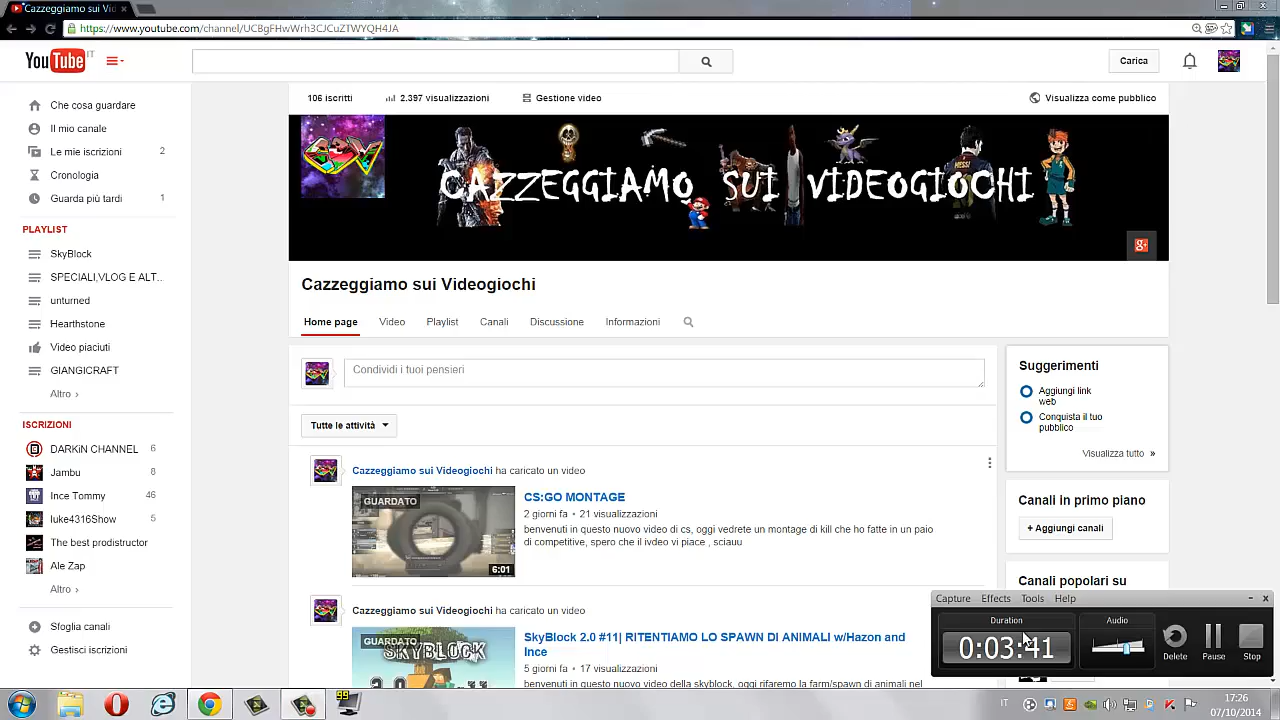 Cazzeggiamo sui Vi
https://www.youtube.com/channel/UCBgFHwWrh3CJCuZTWYQH4JA
YouTube IT
Carica
Che cosa guardare
Il mio canale
Le mie iscrizioni 2
Cronologia
Guarda più tardi 1
PLAYLIST
SkyBlock
SPECIALI,VLOG E ALT...
unturned
Hearthstone
Video piaciuti
GIANGICRAFT
Altro ›
ISCRIZIONI
DARKiN CHANNEL 6
Jambu 8
Ince Tommy 46
luke4316Show 5
The best prodistructor
Ale Zap
Altro ›
Sfoglia canali
Gestisci iscrizioni
106 iscritti
2.397 visualizzazioni
Gestione video
Visualizza come pubblico
CSV
CAZZEGGIAMO SUI VIDEOGIOCHI
MESSI
g+
Cazzeggiamo sui Videogiochi
Home page
Video
Playlist
Canali
Discussione
Informazioni
Condividi i tuoi pensieri
Tutte le attività
Cazzeggiamo sui Videogiochi ha caricato un video
GUARDATO
6:01
CS:GO MONTAGE
2 giorni fa • 21 visualizzazioni
benvenuti in questo nuovo video di cs, oggi vedrete un montage di kill che ho fatte in un paio
di competitive, spero che il ivdeo vi piace , sciauu
Cazzeggiamo sui Videogiochi ha caricato un video
GUARDATO
SKYBLOCK
SkyBlock 2.0 #11| RITENTIAMO LO SPAWN DI ANIMALI w/Hazon and
Ince
5 giorni fa • 17 visualizzazioni
benvenuti in questo nuovo video della skyblock, oggi rifaremo la farm/spawn di animali nel
Suggerimenti
Aggiungi link
web
Conquista il tuo
pubblico
Visualizza tutto »
Canali in primo piano
+ Aggiungi canali
Canali popolari su
Capture Effects Tools Help
Duration
0:03:41
Audio
Delete
Pause
Stop
99
IT
17:26
07/10/2014